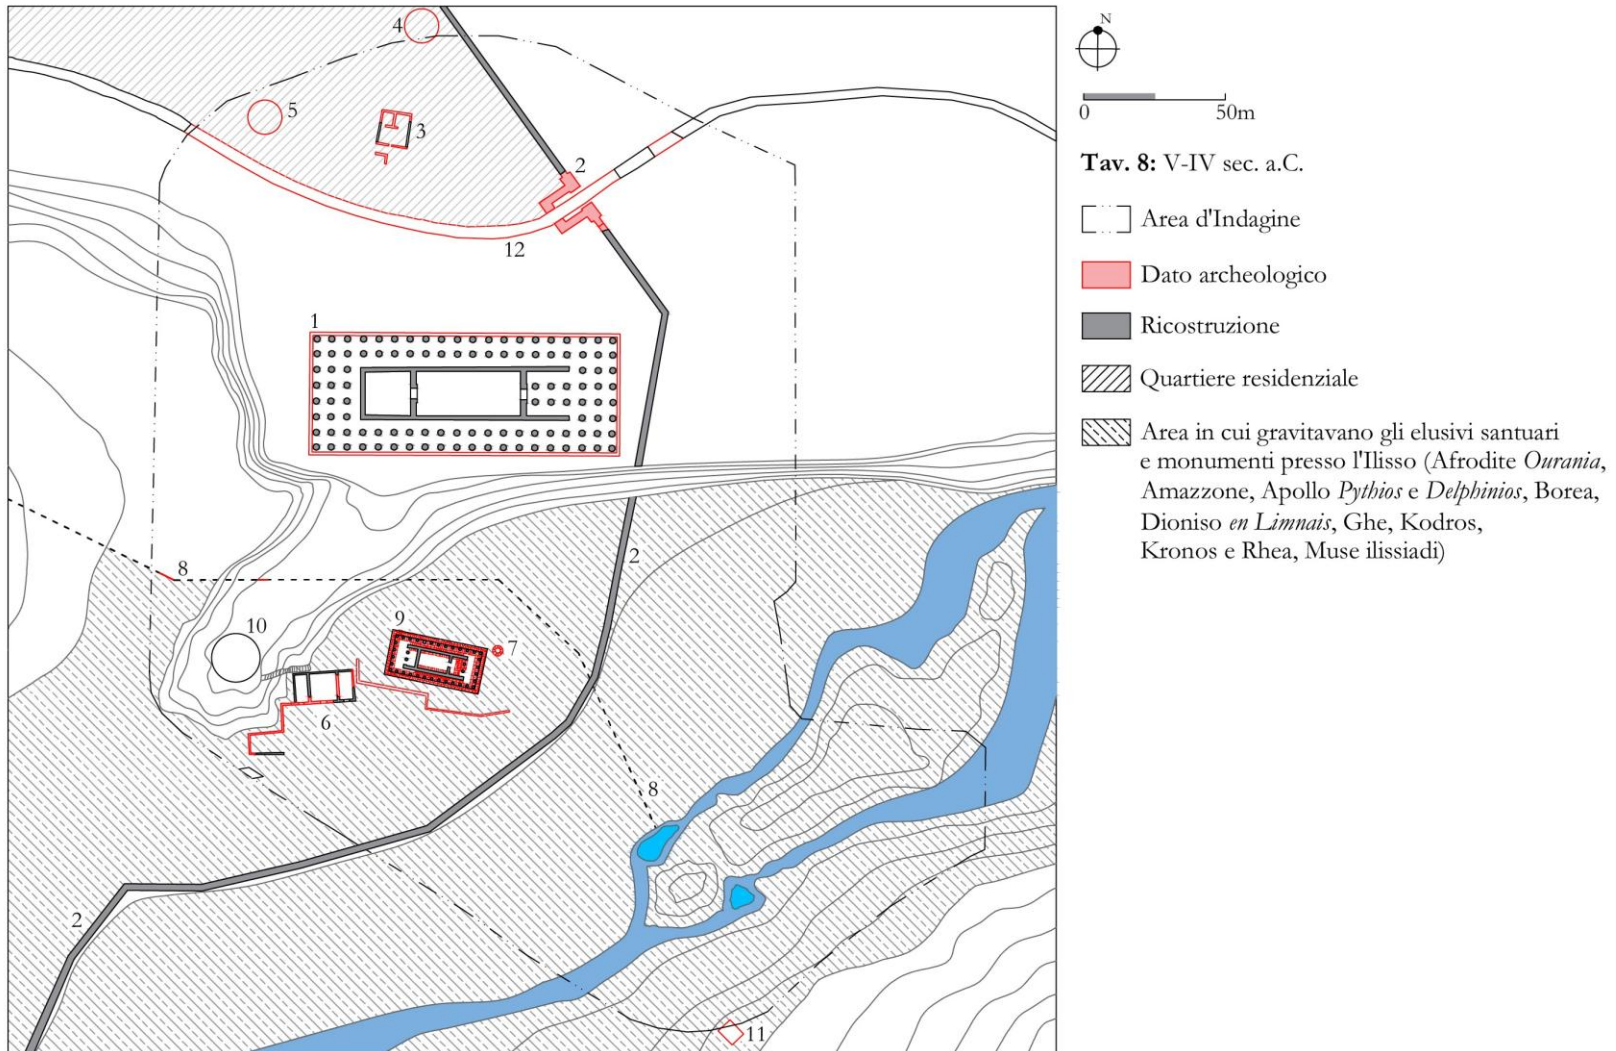 4
5
3
2
12
1
2
8
10
9
7
6
8
2
11
N
0 50m
Tav. 8: V-IV sec. a.C.
Area d'Indagine
Dato archeologico
Ricostruzione
Quartiere residenziale
Area in cui gravitavano gli elusivi santuari
e monumenti presso l'Ilisso (Afrodite Ourania,
Amazzone, Apollo Pythios e Delphinios, Borea,
Dioniso en Limnais, Ghe, Kodros,
Kronos e Rhea, Muse ilissiadi)